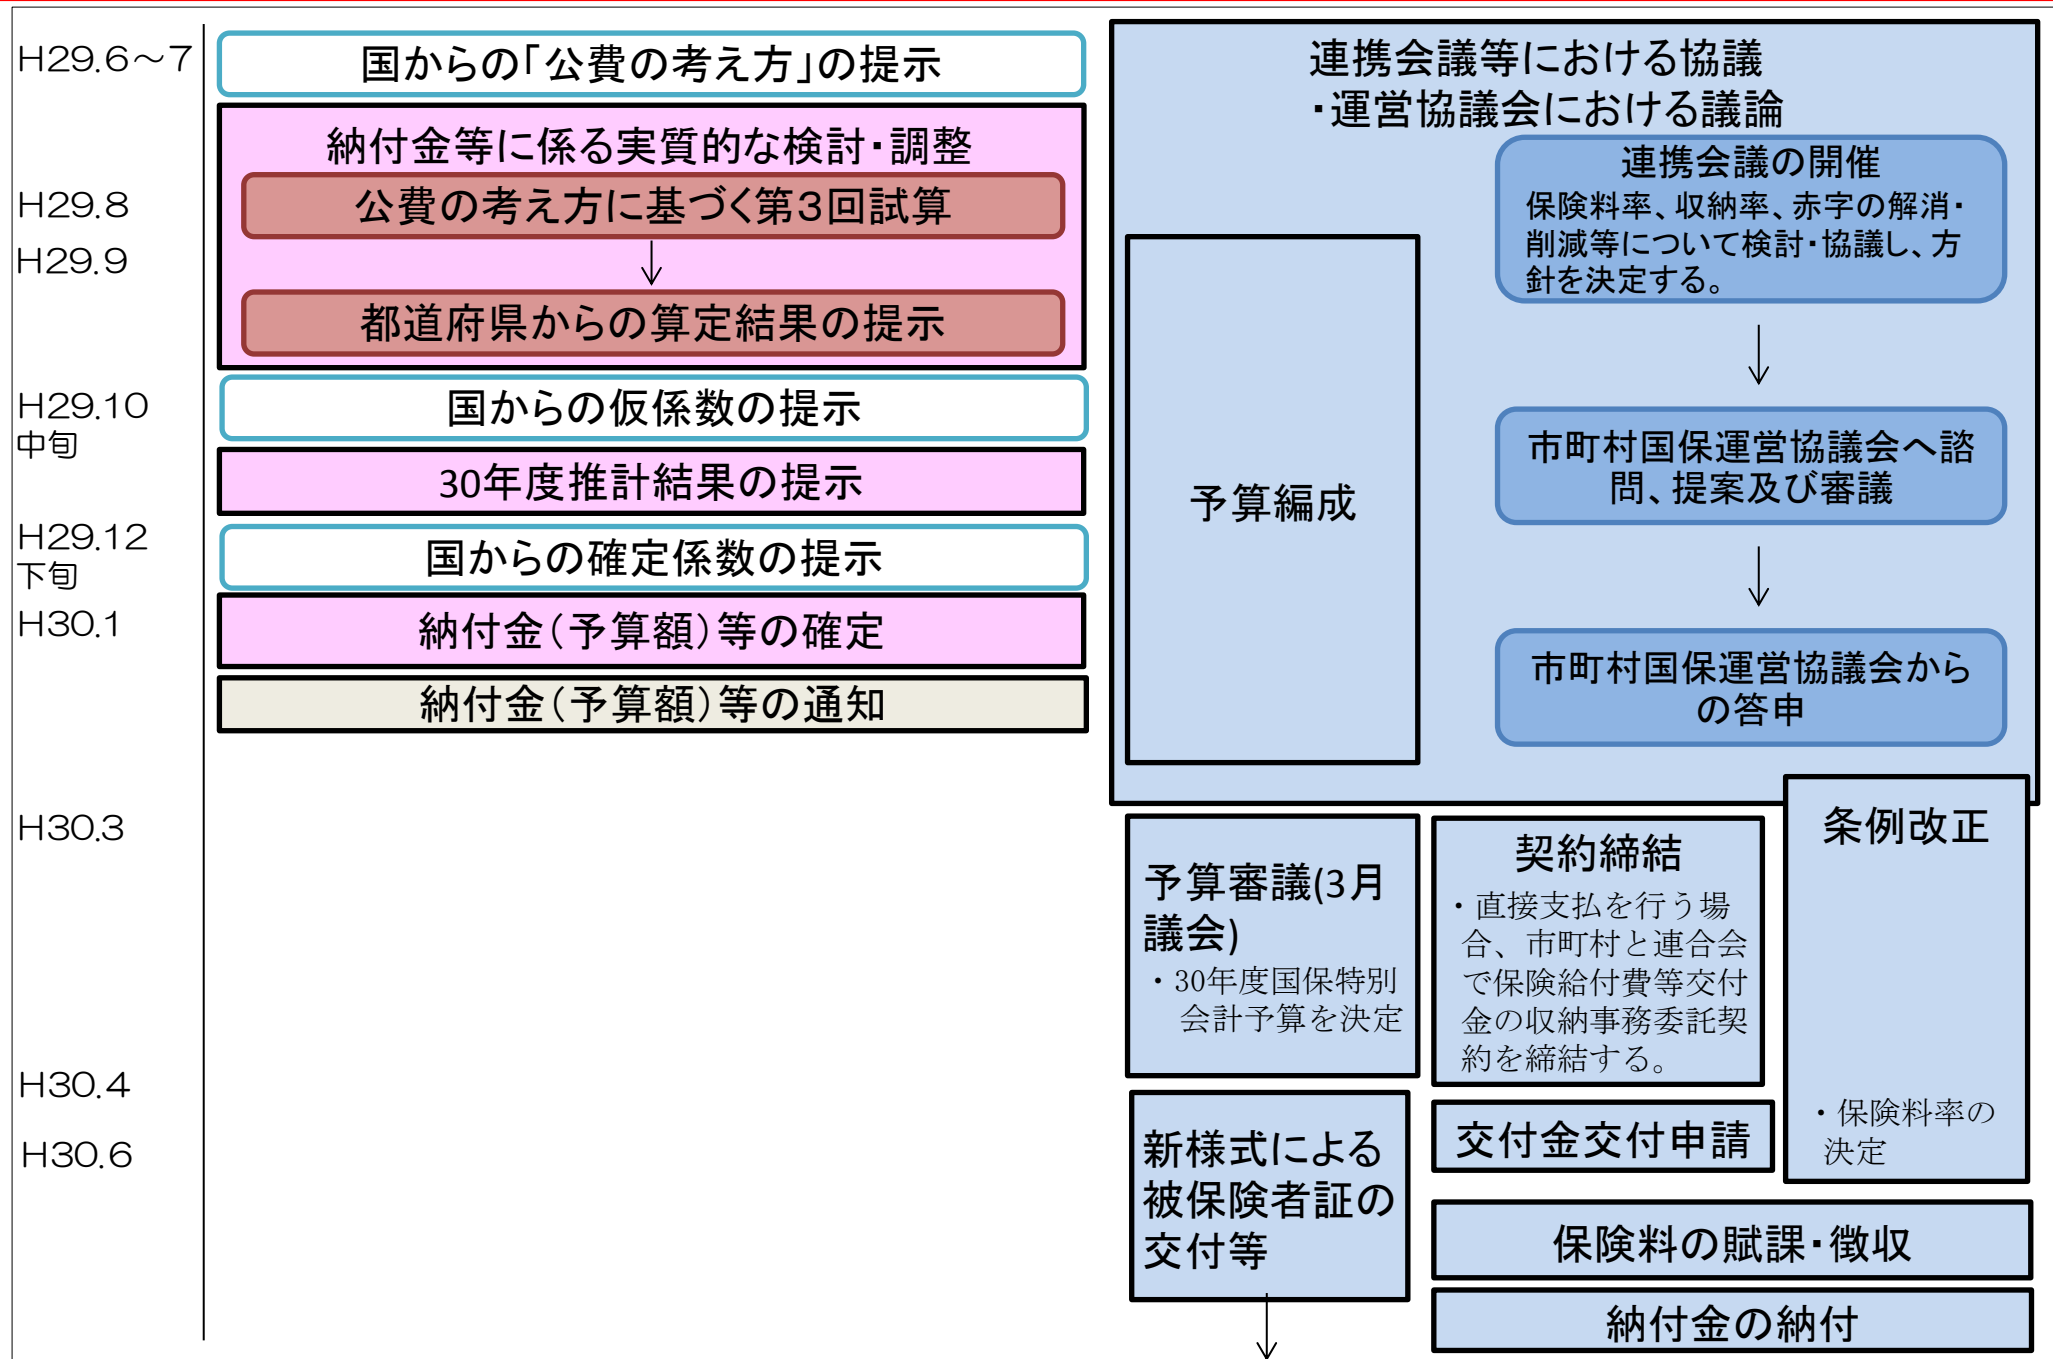 H29.6～7
国からの「公費の考え方」の提示
納付金等に係る実質的な検討・調整
H29.8
公費の考え方に基づく第3回試算
H29.9
都道府県からの算定結果の提示
H29.10
中旬
国からの仮係数の提示
30年度推計結果の提示
H29.12
下旬
国からの確定係数の提示
H30.1
納付金（予算額）等の確定
納付金（予算額）等の通知
H30.3
H30.4
H30.6
連携会議等における協議
・運営協議会における議論
連携会議の開催
保険料率、収納率、赤字の解消・
削減等について検討・協議し、方
針を決定する。
予算編成
市町村国保運営協議会へ諮
問、提案及び審議
市町村国保運営協議会から
の答申
予算審議(3月
議会)
・30年度国保特別
会計予算を決定
契約締結
・直接支払を行う場
合、市町村と連合会
で保険給付費等交付
金の収納事務委託契
約を締結する。
条例改正
・保険料率の
決定
新様式による
被保険者証の
交付等
交付金交付申請
保険料の賦課・徴収
納付金の納付